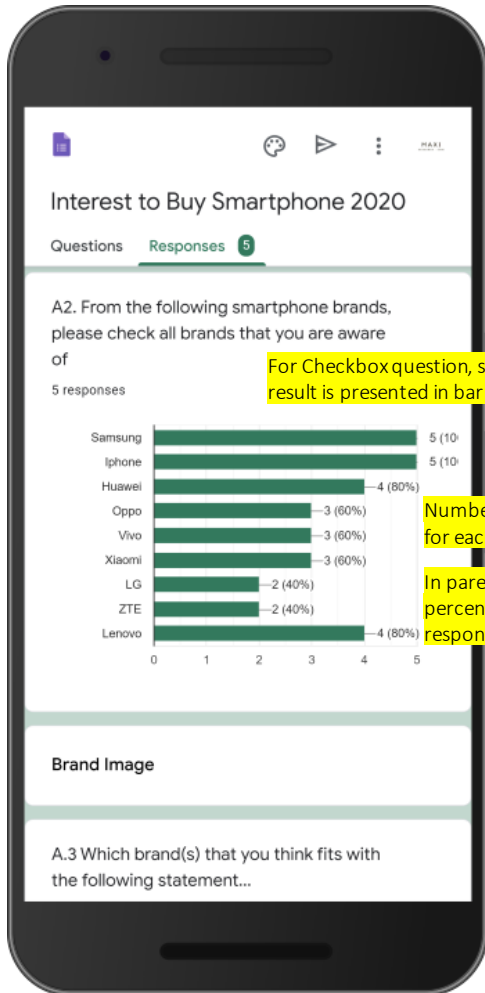 MARI
Interest to Buy Smartphone 2020
Questions Responses 5
A2. From the following smartphone brands,
please check all brands that you are aware
of
For Checkbox question, s
5 responses
result is presented in bar
Samsung 5 (10
Iphone 5 (10
Huawei 4 (80%)
Oppo 3 (60%)
Vivo 3 (60%)
Xiaomi 3 (60%)
LG 2 (40%)
ZTE 2 (40%)
Lenovo 4 (80%)
0 1 2 3 4 5
Numbe
for eac
In pare
percen
respon
Brand Image
A.3 Which brand(s) that you think fits with
the following statement...